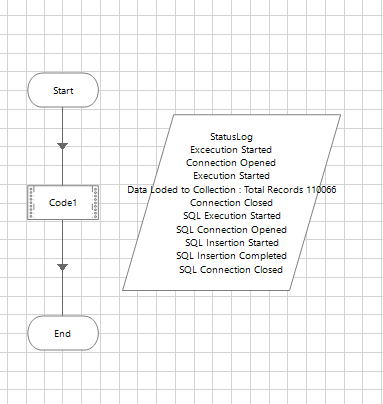 Start
Code1
End
StatusLog
Excecution Started
Connection Opened
Execution Started
Data Loded to Collection : Total Records 110066
Connection Closed
SQL Execution Started
SQL Connection Opened
SQL Insertion Started
SQL Insertion Completed
SQL Connection Closed